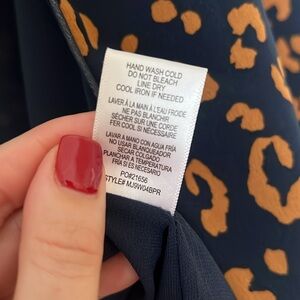 HAND WASH COLD
DO NOT BLEACH
LINE DRY
COOL IRON IF NEEDED
LAVER À LA MAIN À L'EAU FROIDE
NE PAS BLANCHIR
SÉCHER SUR UNE CORDE
FER COOL SI NÉCESSAIRE
LAVAR A MANO CON AGUA FRÍA
NO USAR BLANQUEADOR
SECAR COLGADO
PLANCHAR A TEMPERATURA
FRÍA SI ES NECESARIO
PO#21656
STYLE# MJ9W04BPR